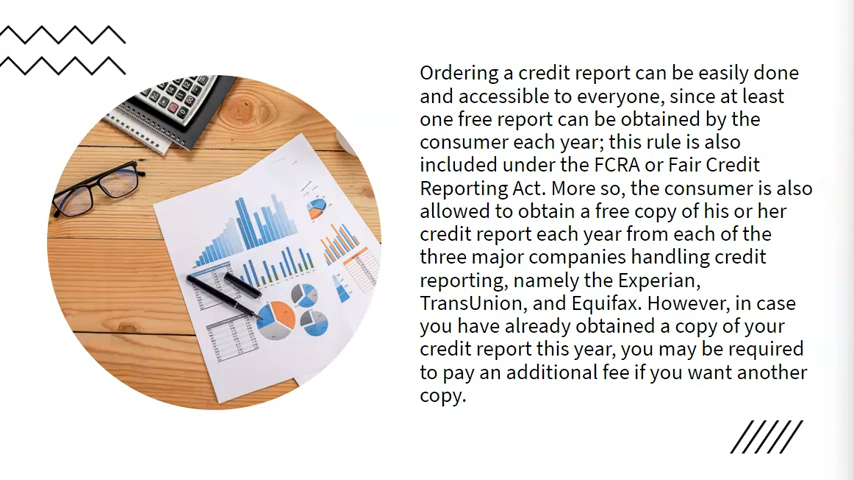 Ordering a credit report can be easily done
and accessible to everyone, since at least
one free report can be obtained by the
consumer each year; this rule is also
included under the FCRA or Fair Credit
Reporting Act. More so, the consumer is also
allowed to obtain a free copy of his or her
credit report each year from each of the
three major companies handling credit
reporting, namely the Experian,
TransUnion, and Equifax. However, in case
you have already obtained a copy of your
credit report this year, you may be required
to pay an additional fee if you want another
copy.